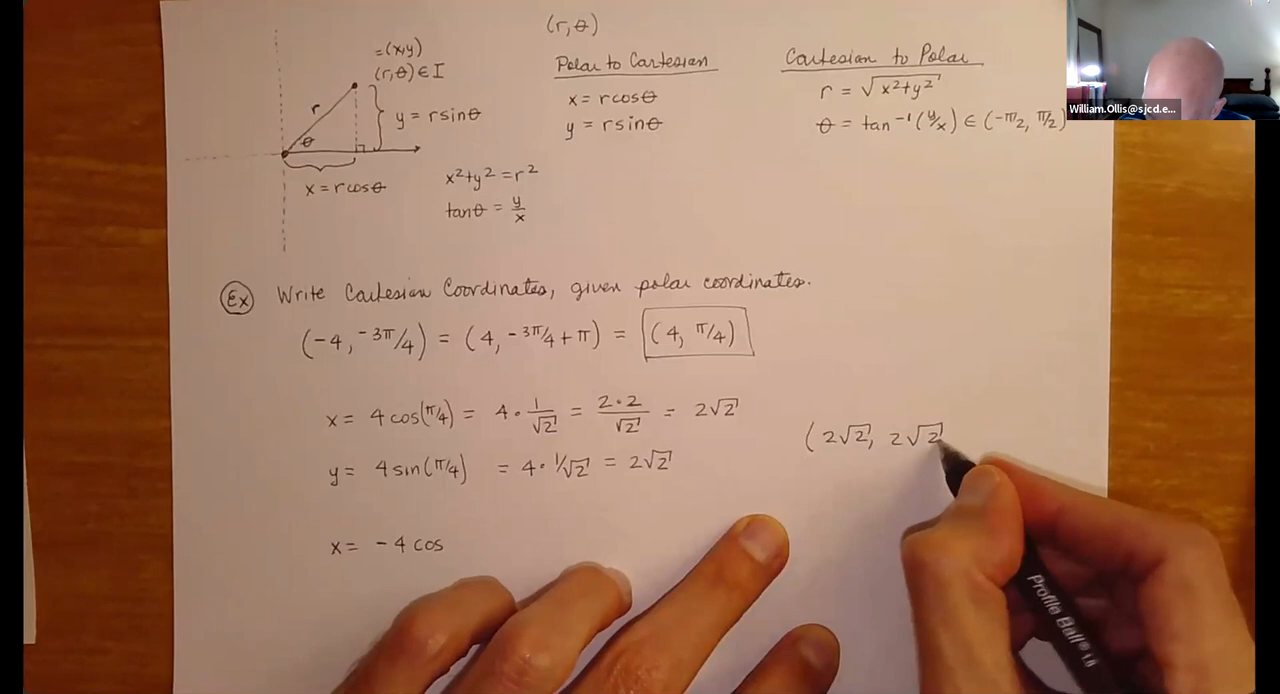 (r,θ)
=(x,y)
(r,θ) ∈ I
r
θ
y = r sinθ
x = r cosθ
x²+y² = r²
tanθ = y/x
Polar to Cartesian
x = r cosθ
y = r sinθ
Cartesian to Polar
r = √(x²+y²)
θ = tan⁻¹(y/x) ∈ (-π/2, π/2)
William.Ollis@sjcd.e...
Ex Write Cartesian Coordinates, given polar coordinates.
(-4, -3π/4) = (4, -3π/4+π) = (4, π/4)
x = 4 cos(π/4) = 4 • 1/√2 = 2•2/√2 = 2√2
y = 4 sin(π/4) = 4 • 1/√2 = 2√2
(2√2, 2√2
x = -4 cos
Profile Ball® 1.0